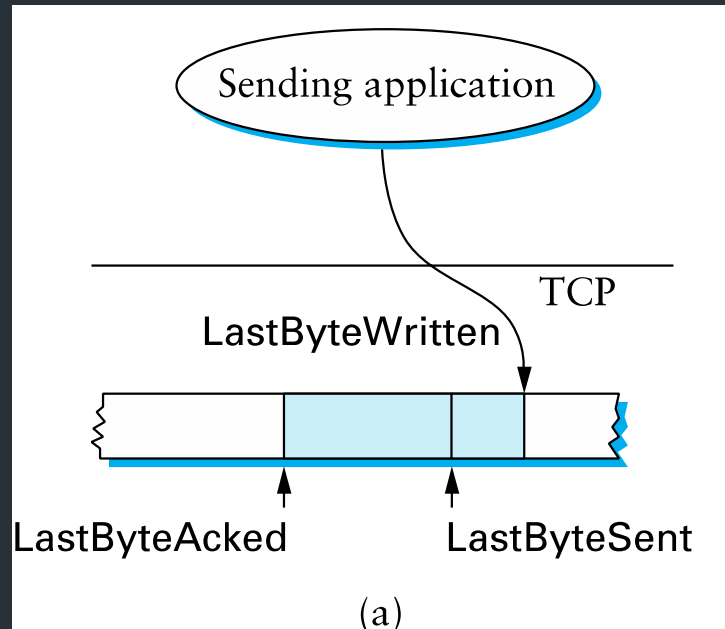 Sending application
TCP
LastByteWritten
LastByteAcked
LastByteSent
(a)